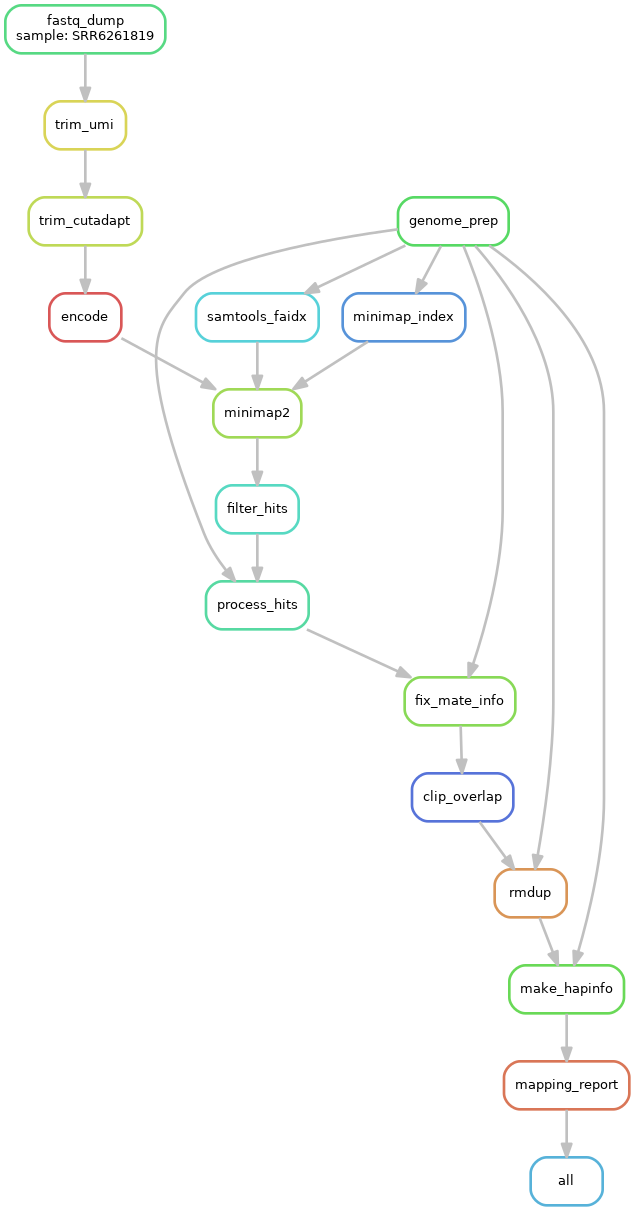 fastq_dump
sample: SRR6261819
trim_umi
trim_cutadapt
genome_prep
encode
samtools_faidx
minimap_index
minimap2
filter_hits
process_hits
fix_mate_info
clip_overlap
rmdup
make_hapinfo
mapping_report
all